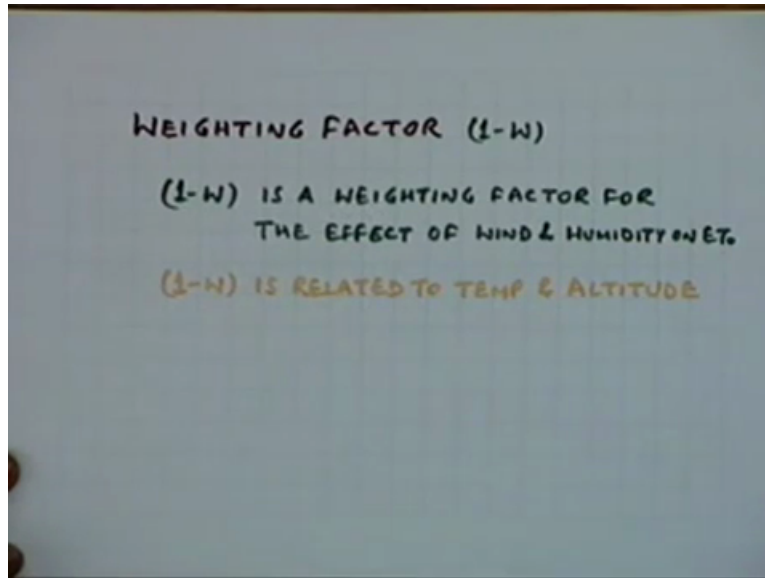 WEIGHTING FACTOR (1-W)
(1-W) IS A WEIGHTING FACTOR FOR
THE EFFECT OF WIND & HUMIDITY ON ETo
(1-W) IS RELATED TO TEMP & ALTITUDE